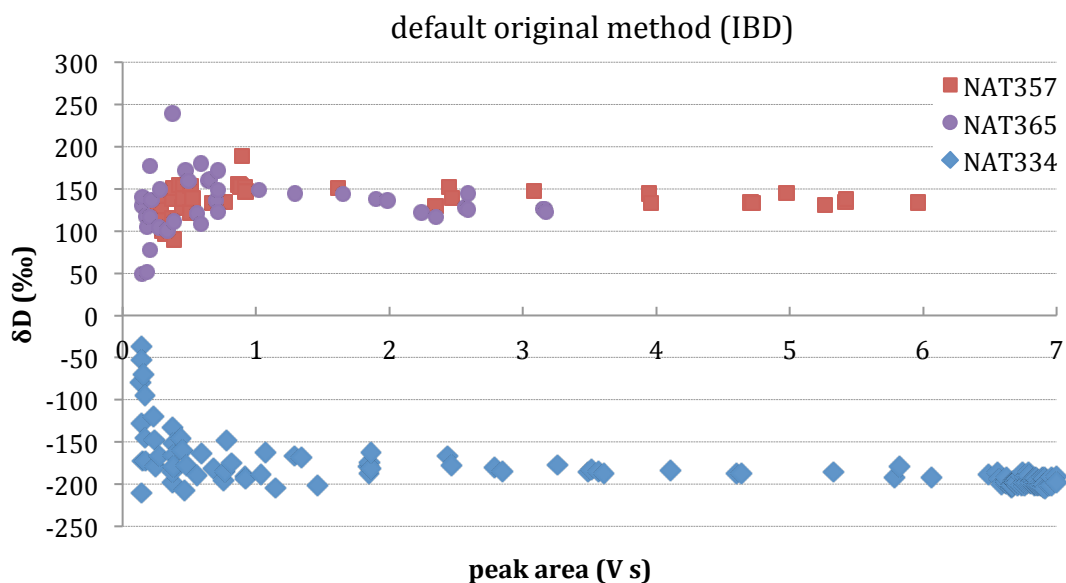 default original method (IBD)
300
250
200
150
100
50
0
-50
-100
-150
-200
-250
0 1 2 3 4 5 6 7
δD (‰)
peak area (V s)
NAT357
NAT365
NAT334